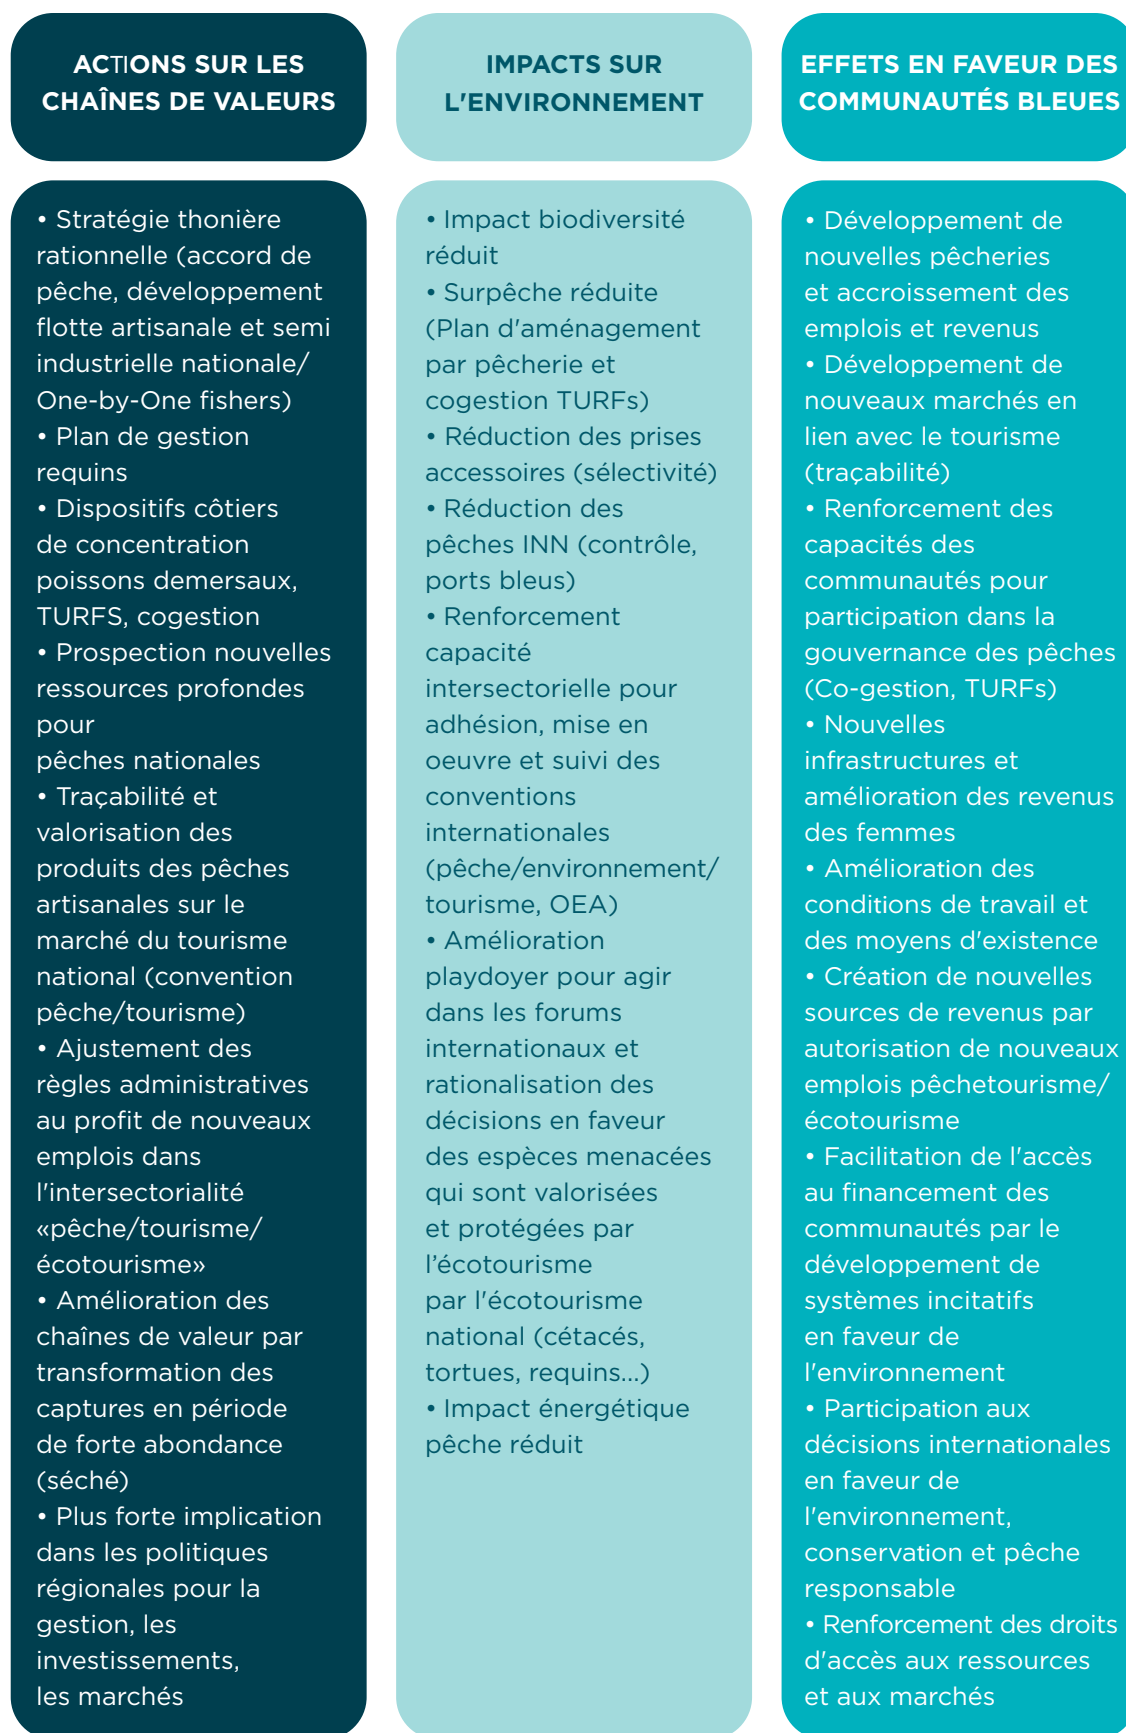 ACTIONS SUR LES
CHAÎNES DE VALEURS
• Stratégie thonière
rationnelle (accord de
pêche, développement
flotte artisanale et semi
industrielle nationale/
One-by-One fishers)
• Plan de gestion
requins
• Dispositifs côtiers
de concentration
poissons demersaux,
TURFS, cogestion
• Prospection nouvelles
ressources profondes
pour
pêches nationales
• Traçabilité et
valorisation des
produits des pêches
artisanales sur le
marché du tourisme
national (convention
pêche/tourisme)
• Ajustement des
règles administratives
au profit de nouveaux
emplois dans
l'intersectorialité
«pêche/tourisme/
écotourisme»
• Amélioration des
chaînes de valeur par
transformation des
captures en période
de forte abondance
(séché)
• Plus forte implication
dans les politiques
régionales pour la
gestion, les
investissements,
les marchés
IMPACTS SUR
L'ENVIRONNEMENT
• Impact biodiversité
réduit
• Surpêche réduite
(Plan d'aménagement
par pêcherie et
cogestion TURFs)
• Réduction des prises
accessoires (sélectivité)
• Réduction des
pêches INN (contrôle,
ports bleus)
• Renforcement
capacité
intersectorielle pour
adhésion, mise en
oeuvre et suivi des
conventions
internationales
(pêche/environnement/
tourisme, OEA)
• Amélioration
playdoyer pour agir
dans les forums
internationaux et
rationalisation des
décisions en faveur
des espèces menacées
qui sont valorisées
et protégées par
l’écotourisme
par l'écotourisme
national (cétacés,
tortues, requins...)
• Impact énergétique
pêche réduit
EFFETS EN FAVEUR DES
COMMUNAUTÉS BLEUES
• Développement de
nouvelles pêcheries
et accroissement des
emplois et revenus
• Développement de
nouveaux marchés en
lien avec le tourisme
(traçabilité)
• Renforcement des
capacités des
communautés pour
participation dans la
gouvernance des pêches
(Co-gestion, TURFs)
• Nouvelles
infrastructures et
amélioration des revenus
des femmes
• Amélioration des
conditions de travail et
des moyens d'existence
• Création de nouvelles
sources de revenus par
autorisation de nouveaux
emplois pêchetourisme/
écotourisme
• Facilitation de l'accès
au financement des
communautés par le
développement de
systèmes incitatifs
en faveur de
l'environnement
• Participation aux
décisions internationales
en faveur de
l'environnement,
conservation et pêche
responsable
• Renforcement des droits
d'accès aux ressources
et aux marchés